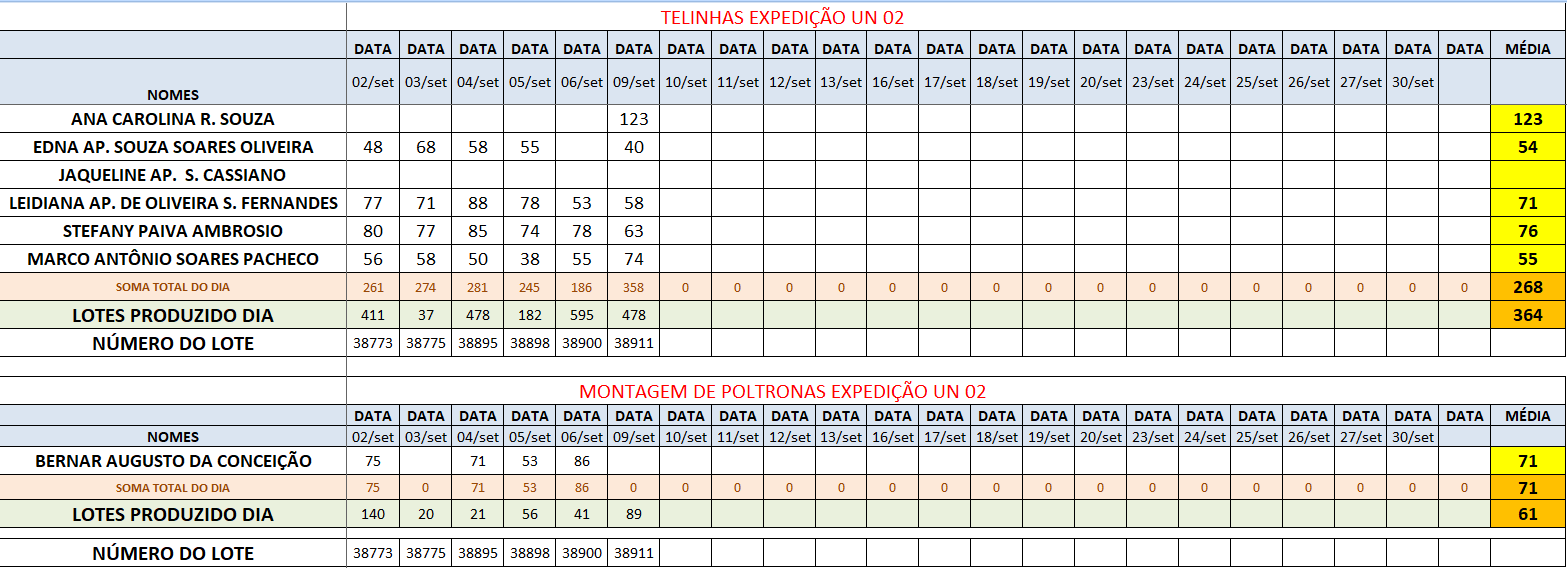 TELINHAS EXPEDIÇÃO UN 02
DATA DATA DATA DATA DATA DATA DATA DATA DATA DATA DATA DATA DATA DATA DATA DATA DATA DATA DATA DATA DATA DATA MÉDIA
NOMES 02/set 03/set 04/set 05/set 06/set 09/set 10/set 11/set 12/set 13/set 16/set 17/set 18/set 19/set 20/set 23/set 24/set 25/set 26/set 27/set 30/set
ANA CAROLINA R. SOUZA 123 123
EDNA AP. SOUZA SOARES OLIVEIRA 48 68 58 55 40 54
JAQUELINE AP. S. CASSIANO
LEIDIANA AP. DE OLIVEIRA S. FERNANDES 77 71 88 78 53 58 71
STEFANY PAIVA AMBROSIO 80 77 85 74 78 63 76
MARCO ANTÔNIO SOARES PACHECO 56 58 50 38 55 74 55
SOMA TOTAL DO DIA 261 274 281 245 186 358 0 0 0 0 0 0 0 0 0 0 0 0 0 0 0 0 268
LOTES PRODUZIDO DIA 411 37 478 182 595 478 364
NÚMERO DO LOTE 38773 38775 38895 38898 38900 38911
MONTAGEM DE POLTRONAS EXPEDIÇÃO UN 02
DATA DATA DATA DATA DATA DATA DATA DATA DATA DATA DATA DATA DATA DATA DATA DATA DATA DATA DATA DATA DATA DATA MÉDIA
NOMES 02/set 03/set 04/set 05/set 06/set 09/set 10/set 11/set 12/set 13/set 16/set 17/set 18/set 19/set 20/set 23/set 24/set 25/set 26/set 27/set 30/set
BERNAR AUGUSTO DA CONCEIÇÃO 75 71 53 86 71
SOMA TOTAL DO DIA 75 0 71 53 86 0 0 0 0 0 0 0 0 0 0 0 0 0 0 0 0 0 71
LOTES PRODUZIDO DIA 140 20 21 56 41 89 61
NÚMERO DO LOTE 38773 38775 38895 38898 38900 38911